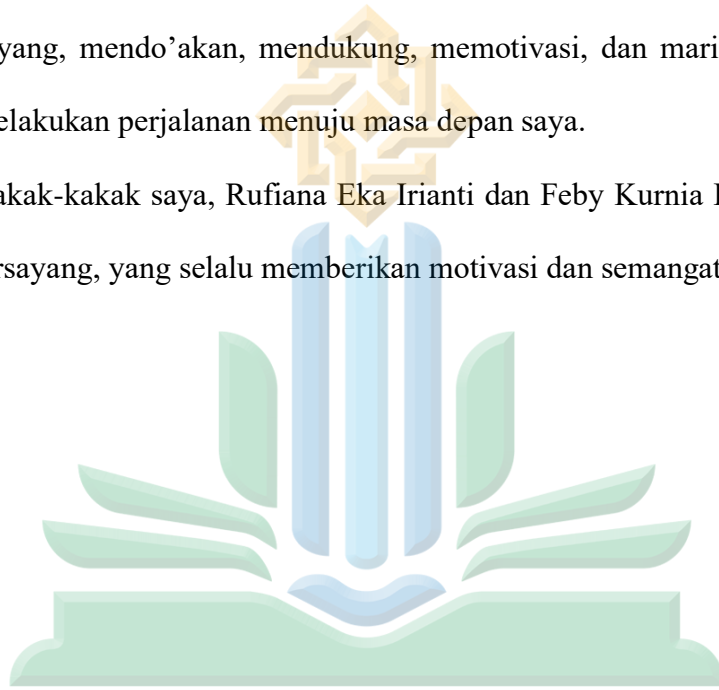 yang, mendo’akan, mendukung, memotivasi, dan mari
elakukan perjalanan menuju masa depan saya.
akak-kakak saya, Rufiana Eka Irianti dan Feby Kurnia
rsayang, yang selalu memberikan motivasi dan semangat